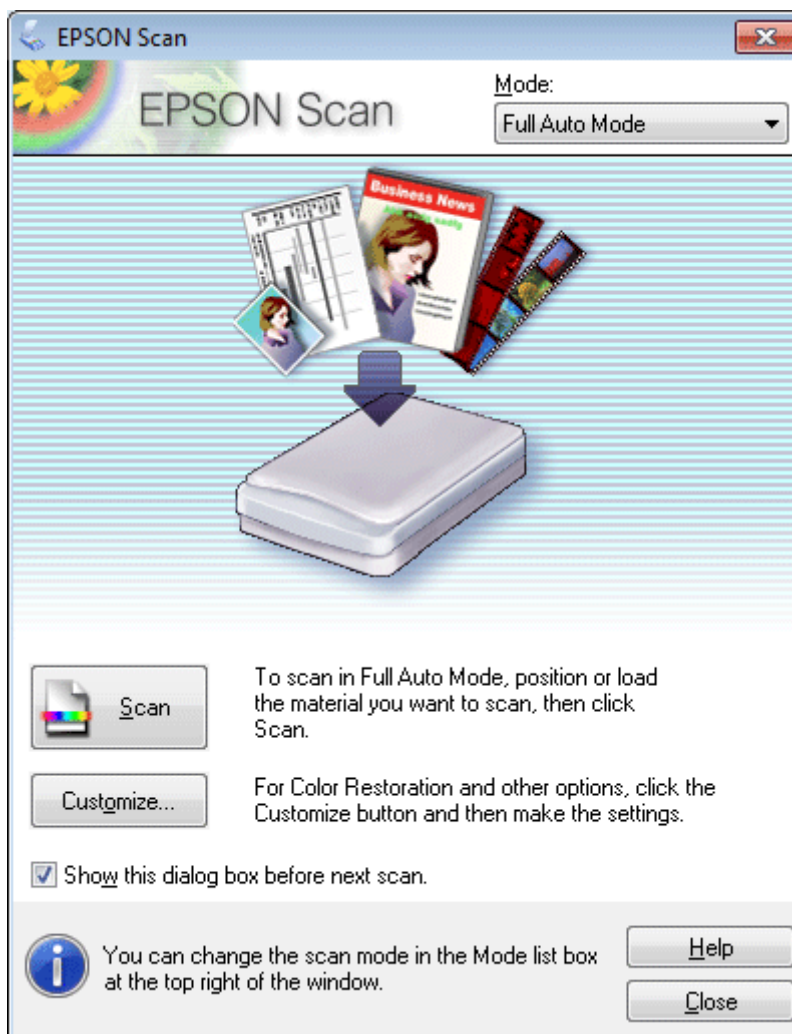 EPSON Scan
EPSON Scan
Mode:
Full Auto Mode
Business News
Scan
To scan in Full Auto Mode, position or load
the material you want to scan, then click
Scan.
Customize...
For Color Restoration and other options, click the
Customize button and then make the settings.
Show this dialog box before next scan.
You can change the scan mode in the Mode list box
at the top right of the window.
Help
Close